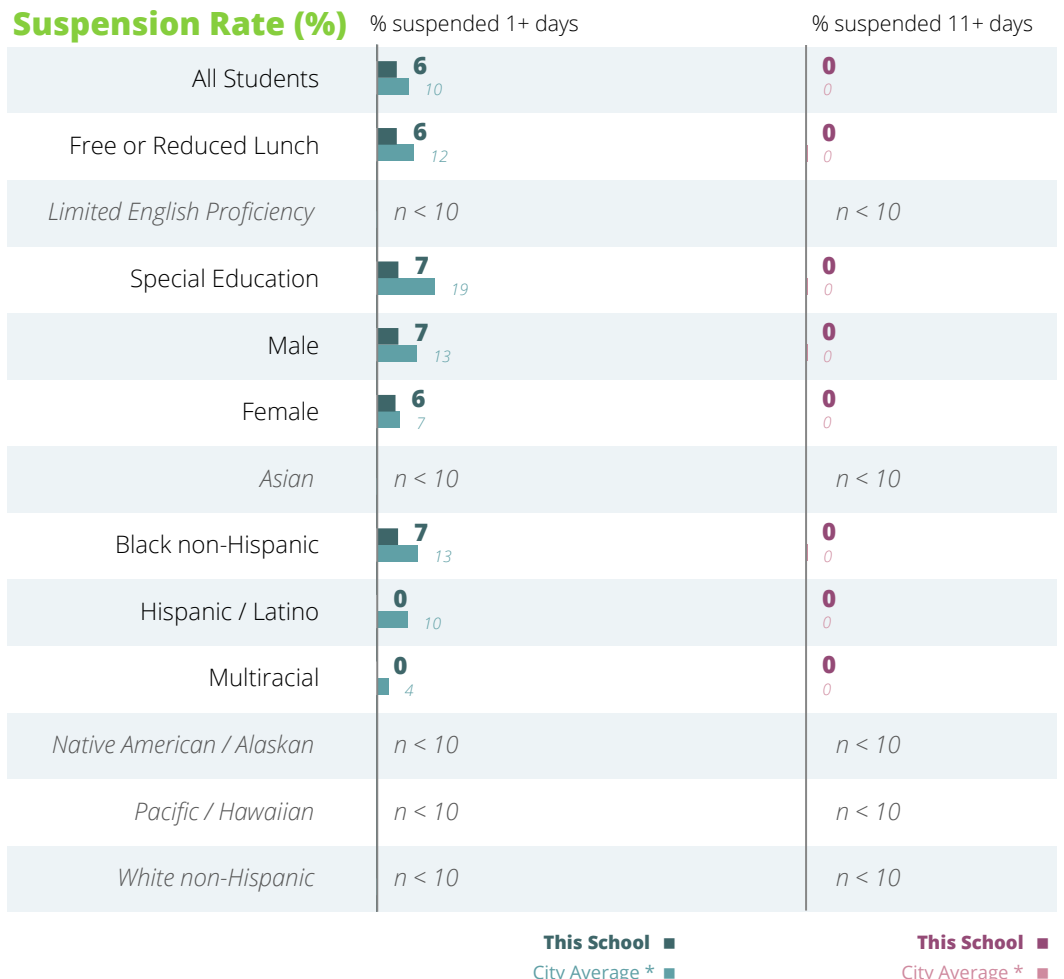 Suspension Rate (%) % suspended 1+ days % suspended 11+ days
All Students 6 0
10 0
Free or Reduced Lunch 6 0
12 0
Limited English Proficiency n < 10 n < 10
Special Education 7 0
19 0
Male 7 0
13 0
Female 6 0
7 0
Asian n < 10 n < 10
Black non-Hispanic 7 0
13 0
Hispanic / Latino 0 0
10 0
Multiracial 0 0
4 0
Native American / Alaskan n < 10 n < 10
Pacific / Hawaiian n < 10 n < 10
White non-Hispanic n < 10 n < 10
This School This School
City Average * City Average *